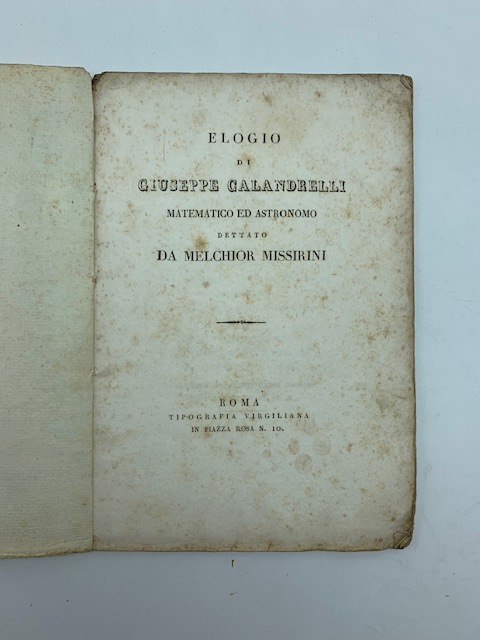 ELOGIO
DI
GIUSEPPE CALANDRELLI
MATEMATICO ED ASTRONOMO
DETTATO
DA MELCHIOR MISSIRINI
ROMA
TIPOGRAFIA VIRGILIANA
IN PIAZZA ROSA N. 10.